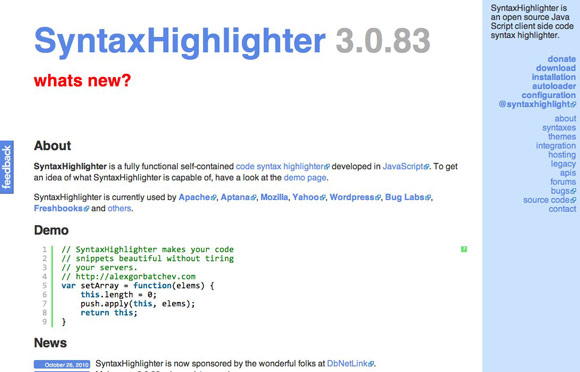 SyntaxHighlighter 3.0.83
whats new?
SyntaxHighlighter is
an open source Java
Script client side code
syntax highlighter.
donate
download
installation
autoloader
configuration
@syntaxhighlight
about
syntaxes
themes
integration
hosting
legacy
apis
forums
bugs
source code
contact
feedback
About
SyntaxHighlighter is a fully functional self-contained code syntax highlighter developed in JavaScript. To get
an idea of what SyntaxHighlighter is capable of, have a look at the demo page.
SyntaxHighlighter is currently used by Apache, Aptana, Mozilla, Yahoo, Wordpress, Bug Labs,
Freshbooks and others.
Demo
1 // SyntaxHighlighter makes your code
2 // snippets beautiful without tiring
3 // your servers.
4 // http://alexgorbatchev.com
5 var setArray = function(elems) {
6 this.length = 0;
7 push.apply(this, elems);
8 return this;
9 }
?
News
October 26, 2010 SyntaxHighlighter is now sponsored by the wonderful folks at DbNetLink.